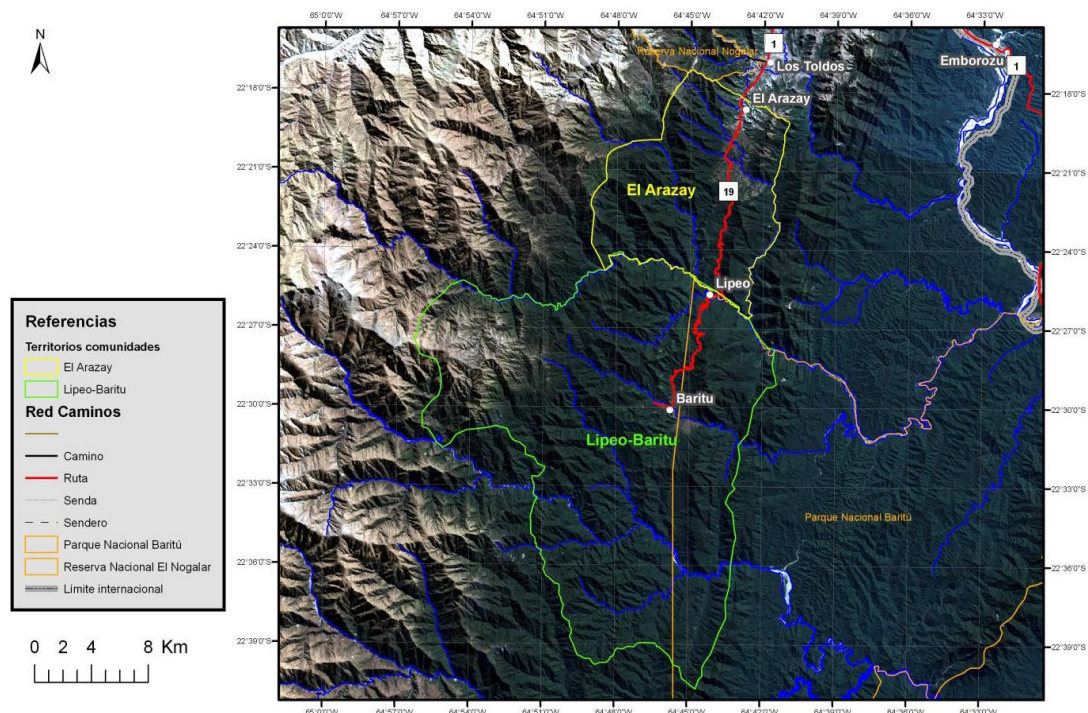 N
65°0'0"W 64°57'0"W 64°54'0"W 64°51'0"W 64°48'0"W 64°45'0"W 64°42'0"W 64°39'0"W 64°36'0"W 64°33'0"W
Reserva Nacional Nogalar
1
Los Toldos
Emborozu
1
El Arazay
22°18'0"S
22°18'0"S
22°21'0"S
22°21'0"S
El Arazay
19
22°24'0"S
22°24'0"S
Lipeo
22°27'0"S
22°27'0"S
Baritu
22°30'0"S
22°30'0"S
Lipeo-Baritu
22°33'0"S
22°33'0"S
Parque Nacional Baritú
22°36'0"S
22°36'0"S
22°39'0"S
22°39'0"S
65°0'0"W 64°57'0"W 64°54'0"W 64°51'0"W 64°48'0"W 64°45'0"W 64°42'0"W 64°39'0"W 64°36'0"W 64°33'0"W
Referencias
Territorios comunidades
El Arazay
Lipeo-Baritu
Red Caminos
Camino
Ruta
Senda
Sendero
Parque Nacional Baritú
Reserva Nacional El Nogalar
Limite internacional
0 2 4 8 Km